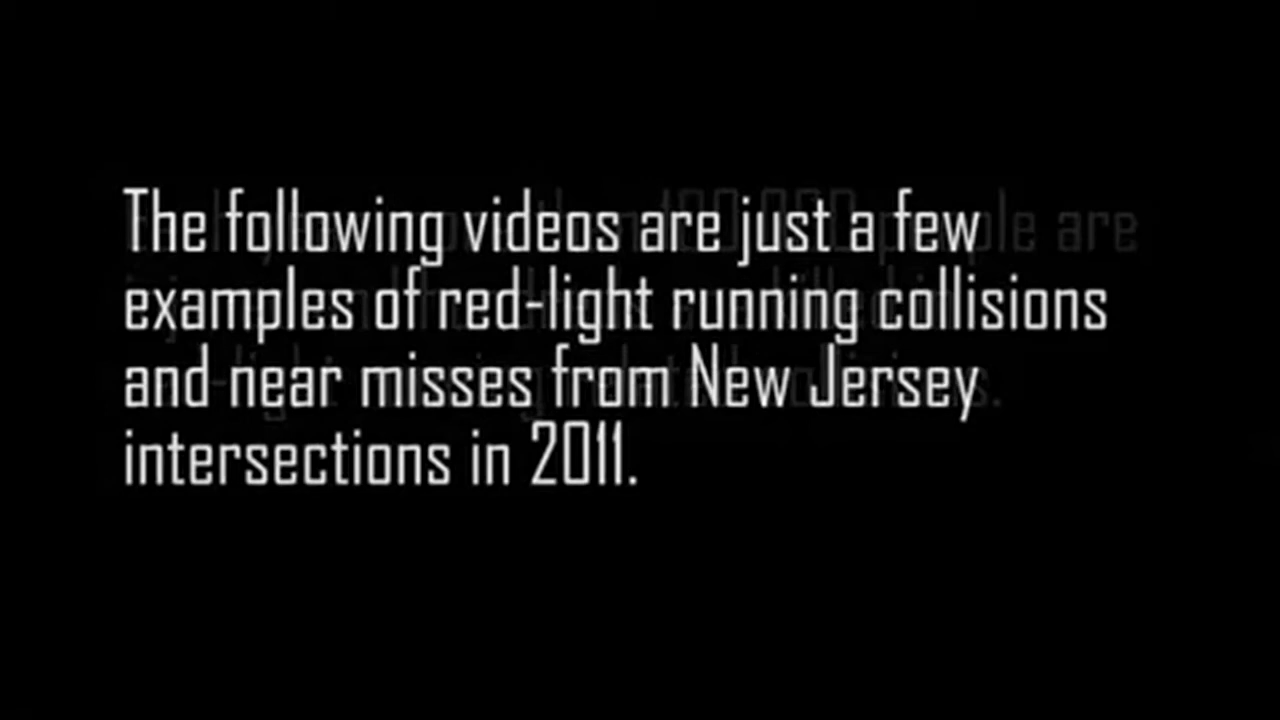 The following videos are just a few
examples of red-light running collisions
and near misses from New Jersey
intersections in 2011.